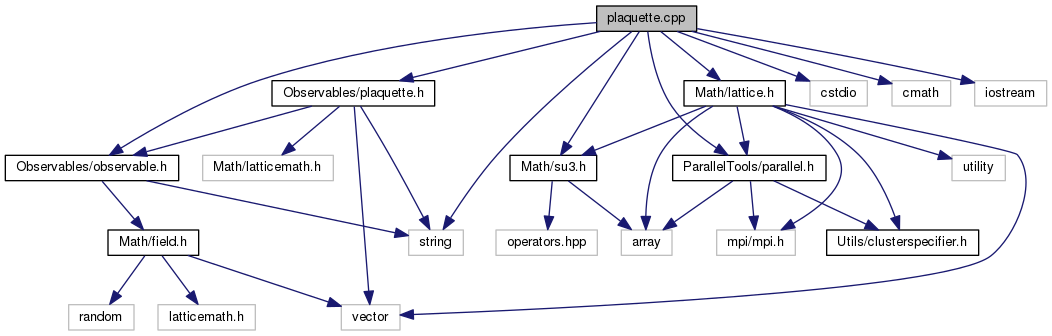 plaquette.cpp
Observables/plaquette.h
Math/lattice.h
cstdio
cmath
iostream
Observables/observable.h
Math/latticemath.h
Math/su3.h
ParallelTools/parallel.h
utility
Math/field.h
string
operators.hpp
array
mpi/mpi.h
Utils/clusterspecifier.h
random
latticemath.h
vector